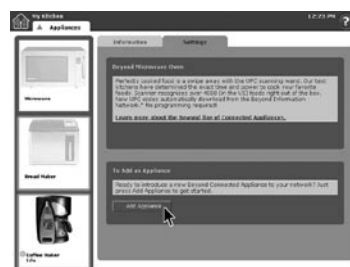 My Kitchen
12:23 PM
?
Appliances
Information
Settings
Beyond Microwave Oven
Perfectly cooked food is a swipe away with the UPC scanning wand. Our test
kitchens have determined the exact time and power to cook your favorite
foods. Scanner recognizes over 4000 (in the US) foods right out of the box.
New UPC codes automatically download from the Beyond Information
Network.* No programming required!
Learn more about the Beyond line of Connected Appliances.
Microwave
Bread Maker
To Add an Appliance
Ready to introduce a new Beyond Connected Appliance to your network? Just
press Add Appliance to get started.
Add Appliance
Coffee Maker